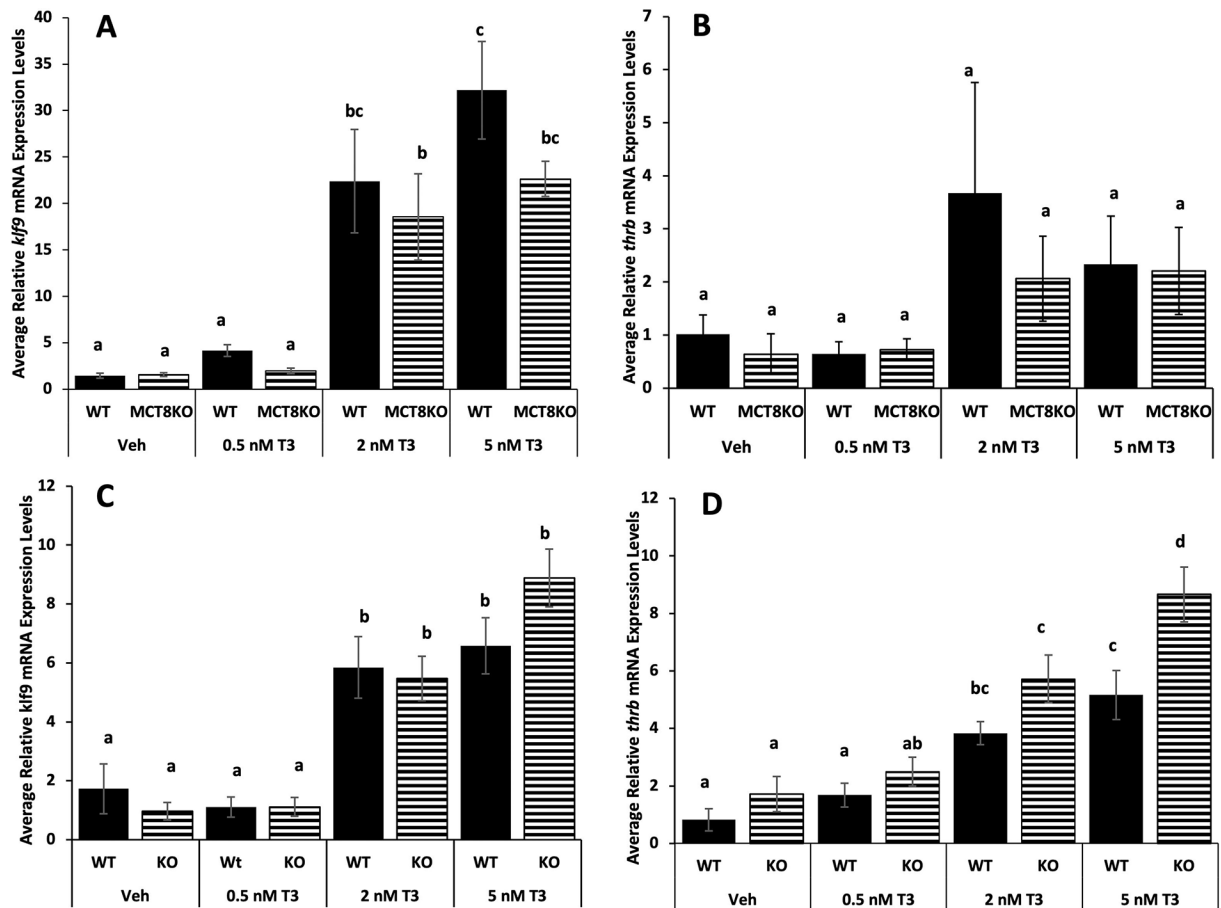 A
Average Relative klf9 mRNA Expression Levels
40
35
30
25
20
15
10
5
0
a
a
a
a
bc
b
c
bc
WT MCT8KO WT MCT8KO WT MCT8KO WT MCT8KO
Veh 0.5 nM T3 2 nM T3 5 nM T3
B
Average Relative thrb mRNA Expression Levels
7
6
5
4
3
2
1
0
a
a
a
a
a
a
a
a
WT MCT8KO WT MCT8KO WT MCT8KO WT MCT8KO
Veh 0.5 nM T3 2 nM T3 5 nM T3
C
Average Relative klf9 mRNA Expression Levels
12
10
8
6
4
2
0
a
a
a
a
b
b
b
b
WT KO Wt KO WT KO WT KO
Veh 0.5 nM T3 2 nM T3 5 nM T3
D
Average Relative thrb mRNA Expression Levels
12
10
8
6
4
2
0
a
a
a
ab
bc
c
c
d
WT KO WT KO WT KO WT KO
Veh 0.5 nM T3 2 nM T3 5 nM T3